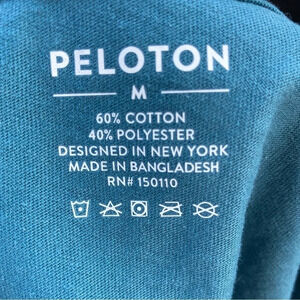 PELOTON
M
60% COTTON
40% POLYESTER
DESIGNED IN NEW YORK
MADE IN BANGLADESH
RN# 150110